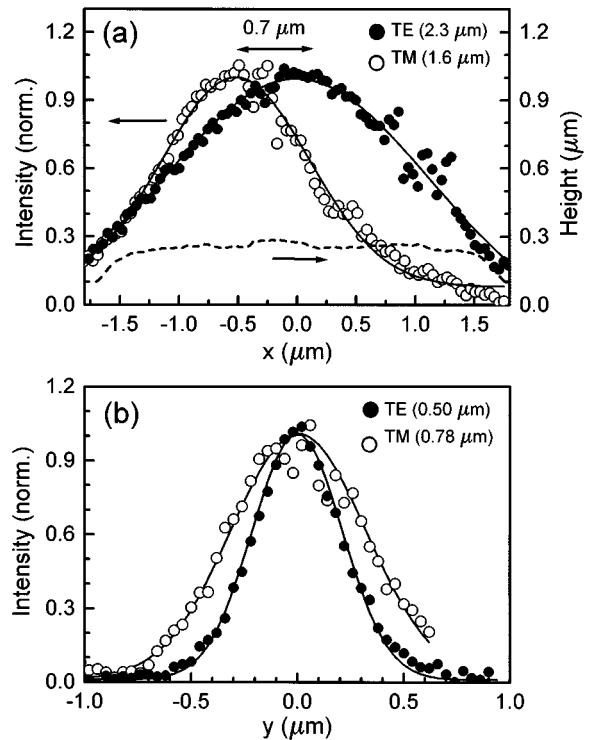 (a)
0.7 μm
TE (2.3 μm)
TM (1.6 μm)
Intensity (norm.)
1.2
0.9
0.6
0.3
0.0
Height (μm)
1.2
0.9
0.6
0.3
0.0
-1.5 -1.0 -0.5 0.0 0.5 1.0 1.5
x (μm)
(b)
TE (0.50 μm)
TM (0.78 μm)
Intensity (norm.)
1.2
0.9
0.6
0.3
0.0
-1.0 -0.5 0.0 0.5 1.0
y (μm)